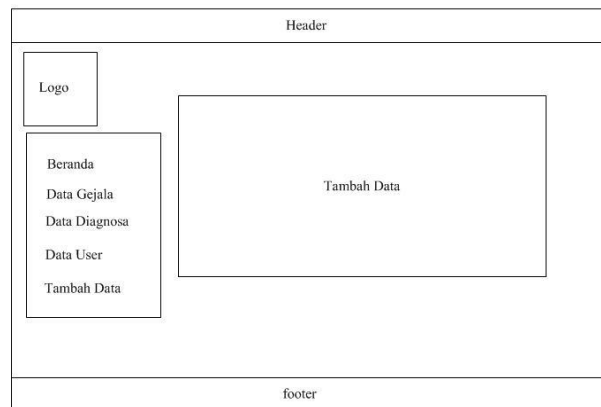 Header
Logo
Beranda
Data Gejala
Data Diagnosa
Data User
Tambah Data
Tambah Data
footer